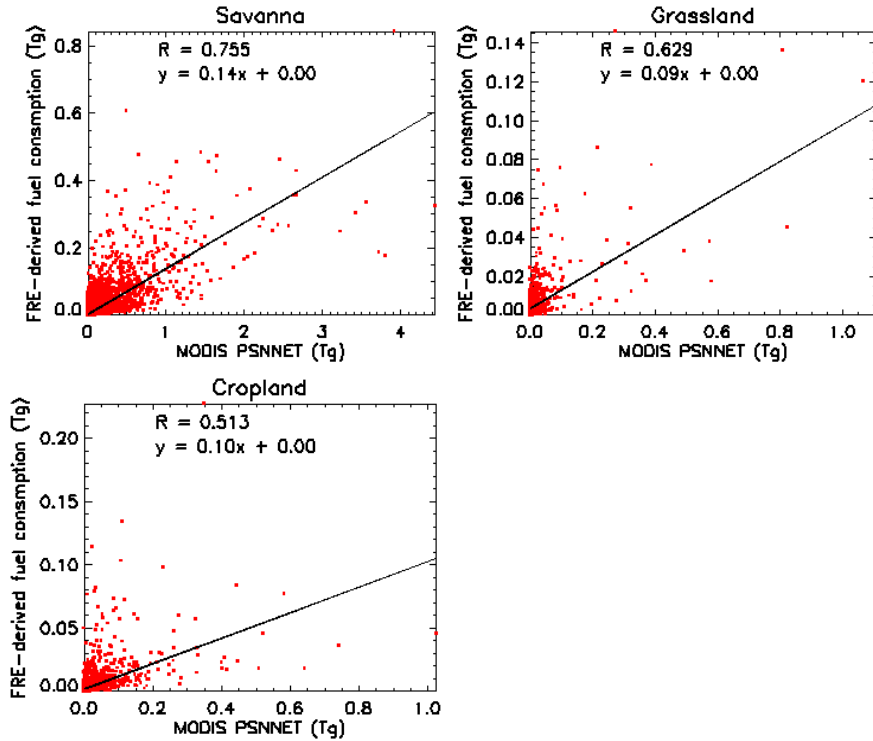 Savanna
R = 0.755
y = 0.14x + 0.00
0.8
0.6
0.4
0.2
0.0
FRE-derived fuel consmption (Tg)
0 1 2 3 4
MODIS PSNNET (Tg)
Grassland
R = 0.629
y = 0.09x + 0.00
0.14
0.12
0.10
0.08
0.06
0.04
0.02
0.00
FRE-derived fuel consmption (Tg)
0.0 0.2 0.4 0.6 0.8 1.0
MODIS PSNNET (Tg)
Cropland
R = 0.513
y = 0.10x + 0.00
0.20
0.15
0.10
0.05
0.00
FRE-derived fuel consmption (Tg)
0.0 0.2 0.4 0.6 0.8 1.0
MODIS PSNNET (Tg)